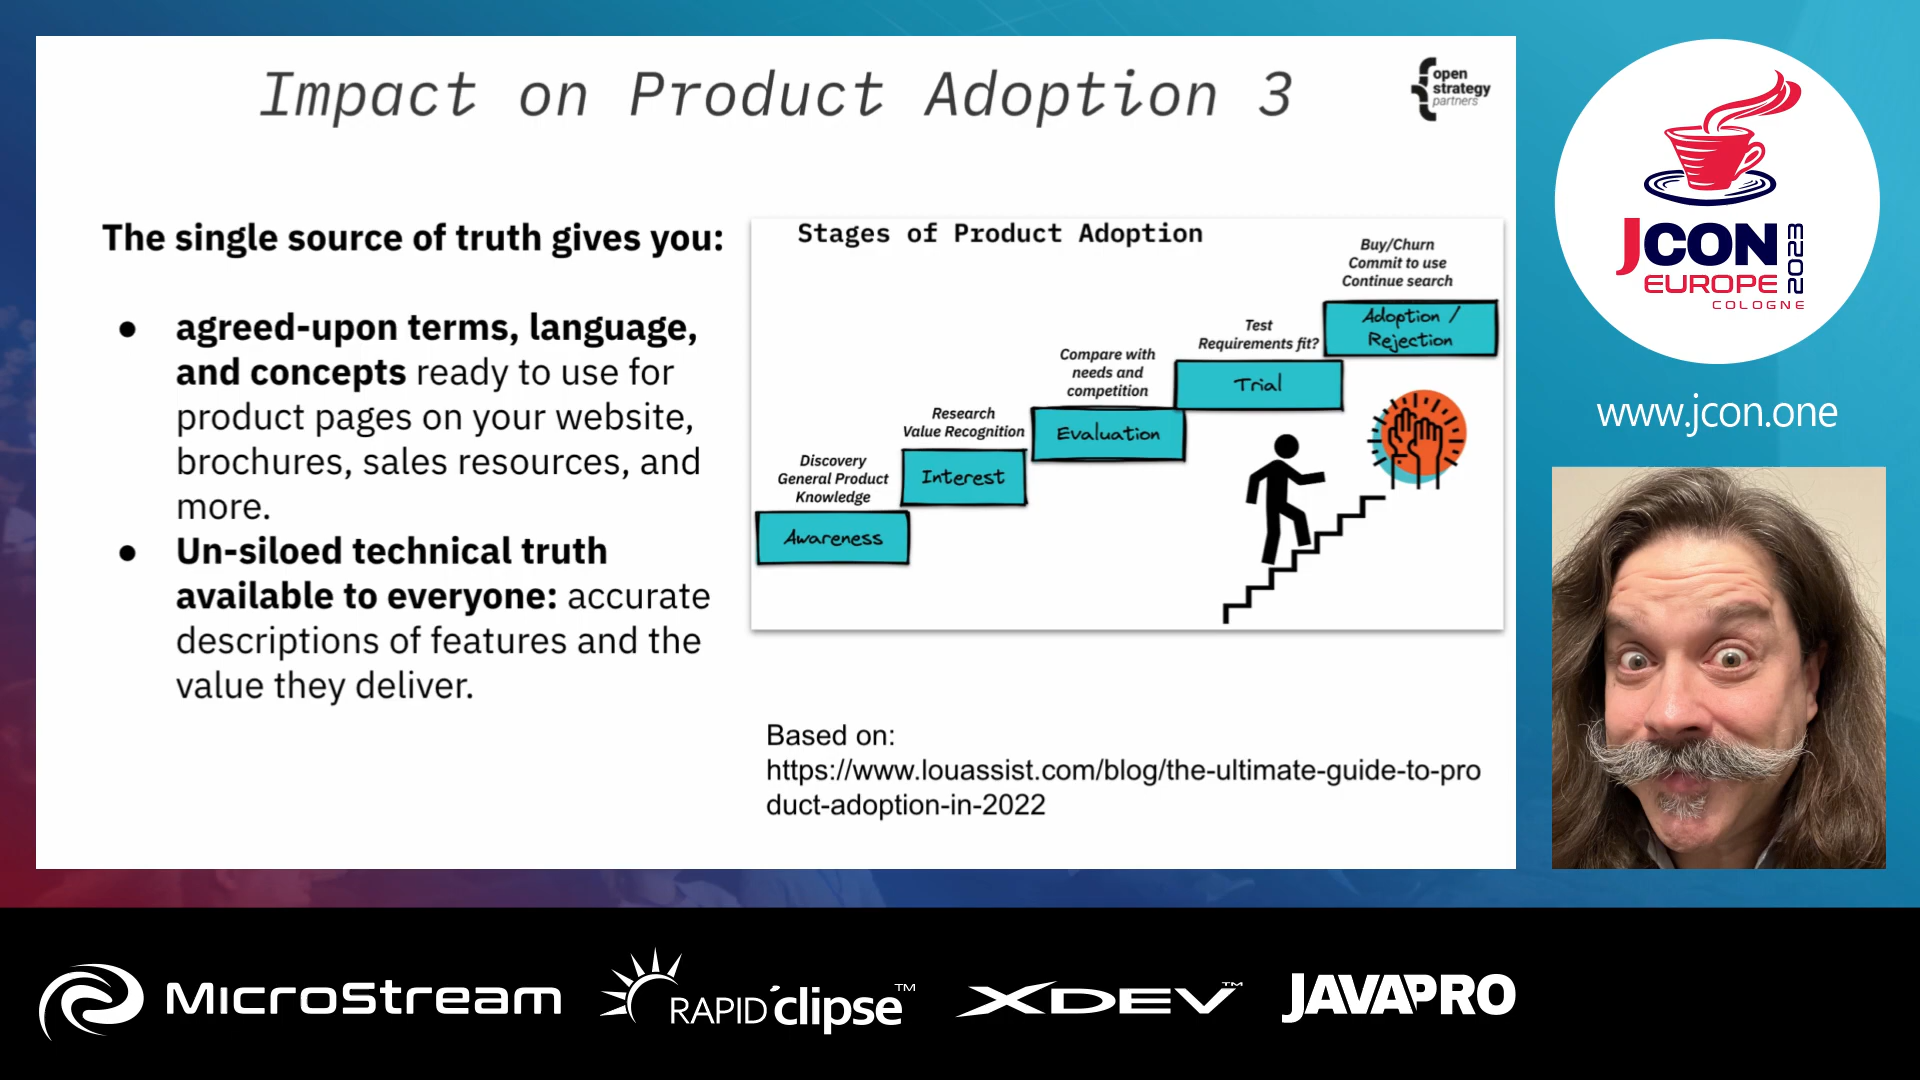 Impact on Product Adoption 3
open
strategy
partners
The single source of truth gives you:
● agreed-upon terms, language,
and concepts ready to use for
product pages on your website,
brochures, sales resources, and
more.
● Un-siloed technical truth
available to everyone: accurate
descriptions of features and the
value they deliver.
Stages of Product Adoption
Discovery
General Product
Knowledge
Awareness
Research
Value Recognition
Interest
Compare with
needs and
competition
Evaluation
Test
Requirements fit?
Trial
Buy/Churn
Commit to use
Continue search
Adoption /
Rejection
Based on:
https://www.louassist.com/blog/the-ultimate-guide-to-pro
duct-adoption-in-2022
JCON
EUROPE
2023
COLOGNE
www.jcon.one
MicroStream
RAPIDclipse™
XDEV™
JAVAPRO